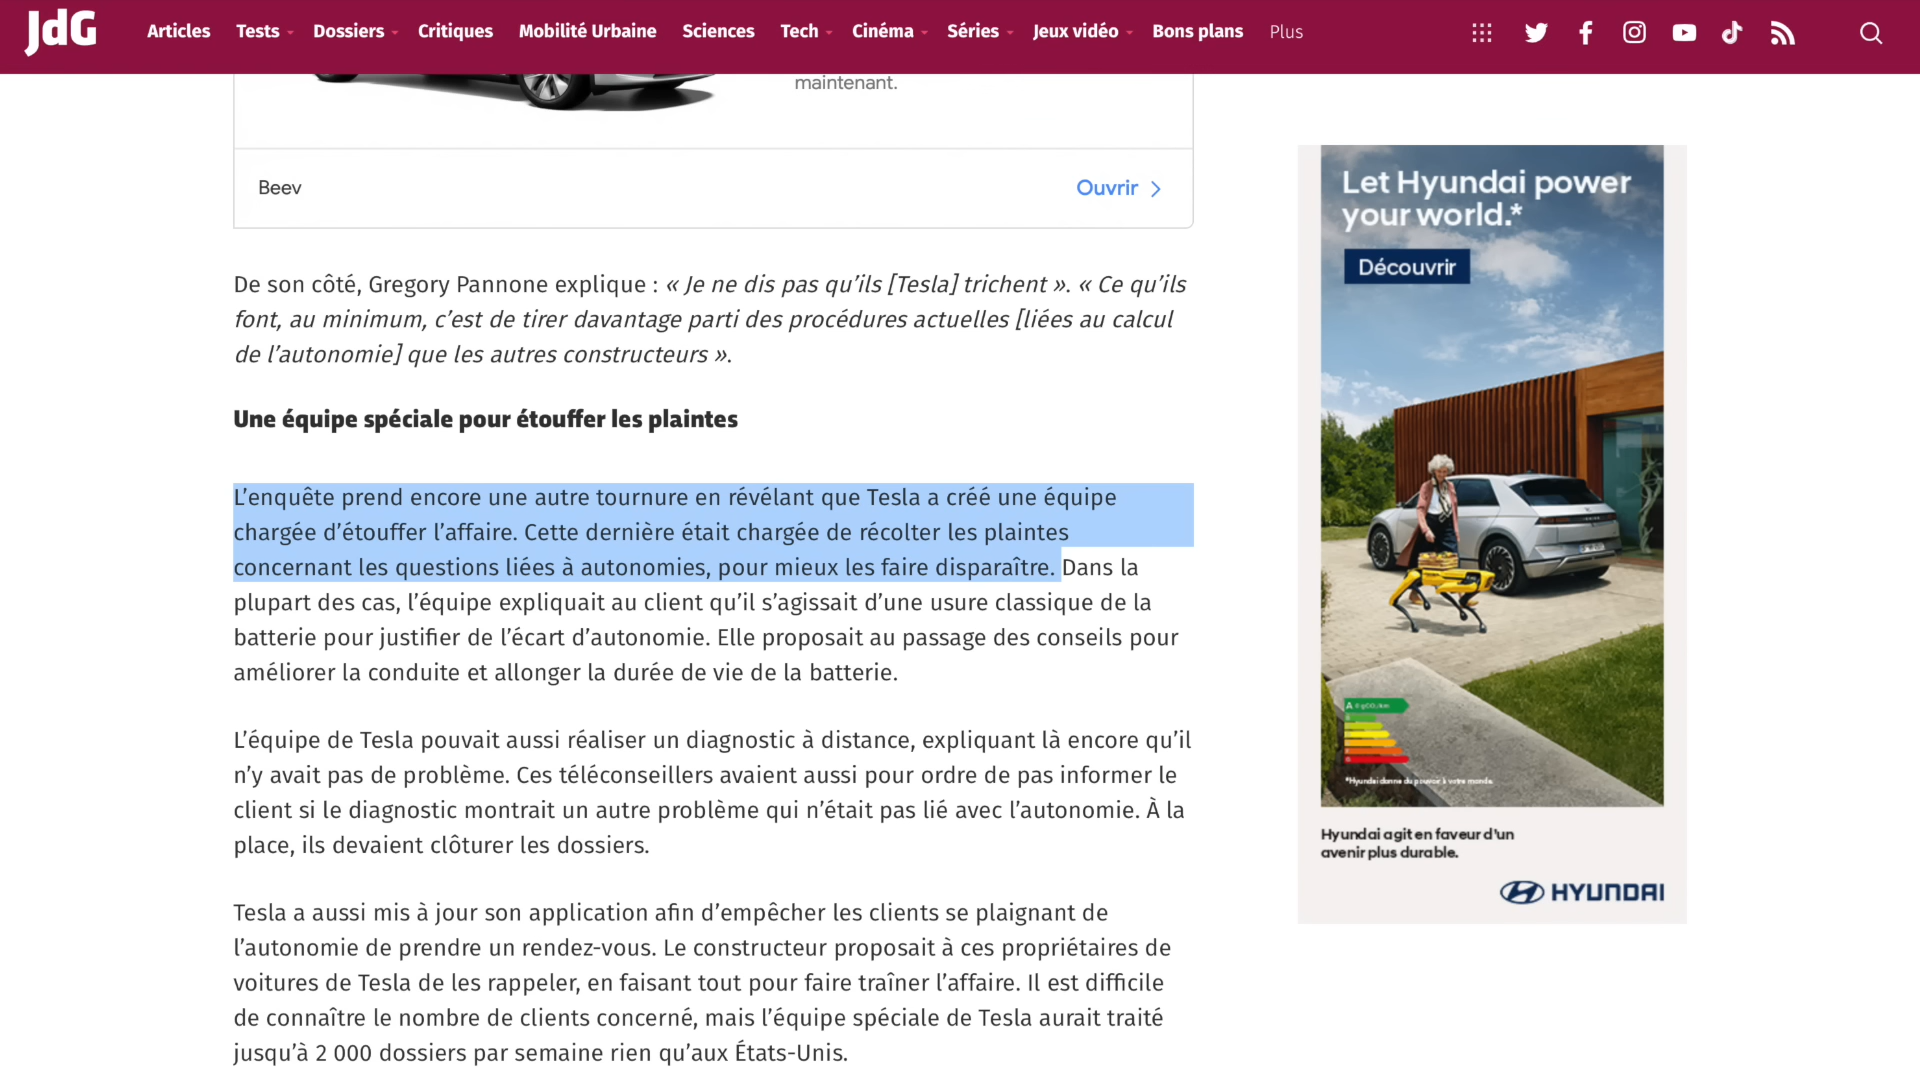 JdG
Articles Tests Dossiers Critiques Mobilité Urbaine Sciences Tech Cinéma Séries Jeux vidéo Bons plans Plus
maintenant.
Beev
Ouvrir
De son côté, Gregory Pannone explique : « Je ne dis pas qu’ils [Tesla] trichent ». « Ce qu’ils
font, au minimum, c’est de tirer davantage parti des procédures actuelles [liées au calcul
de l’autonomie] que les autres constructeurs ».
Une équipe spéciale pour étouffer les plaintes
L’enquête prend encore une autre tournure en révélant que Tesla a créé une équipe
chargée d’étouffer l’affaire. Cette dernière était chargée de récolter les plaintes
concernant les questions liées à autonomies, pour mieux les faire disparaître. Dans la
plupart des cas, l’équipe expliquait au client qu’il s’agissait d’une usure classique de la
batterie pour justifier de l’écart d’autonomie. Elle proposait au passage des conseils pour
améliorer la conduite et allonger la durée de vie de la batterie.
L’équipe de Tesla pouvait aussi réaliser un diagnostic à distance, expliquant là encore qu’il
n’y avait pas de problème. Ces téléconseillers avaient aussi pour ordre de pas informer le
client si le diagnostic montrait un autre problème qui n’était pas lié avec l’autonomie. À la
place, ils devaient clôturer les dossiers.
Tesla a aussi mis à jour son application afin d’empêcher les clients se plaignant de
l’autonomie de prendre un rendez-vous. Le constructeur proposait à ces propriétaires de
voitures de Tesla de les rappeler, en faisant tout pour faire traîner l’affaire. Il est difficile
de connaître le nombre de clients concerné, mais l’équipe spéciale de Tesla aurait traité
jusqu’à 2 000 dossiers par semaine rien qu’aux États-Unis.
Let Hyundai power
your world.*
Découvrir
A 0 gCO₂/km
*Hyundai donne du pouvoir à votre monde.
Hyundai agit en faveur d'un
avenir plus durable.
HYUNDAI